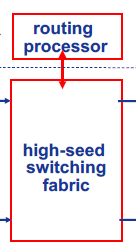 routing
processor
high-seed
switching
fabric